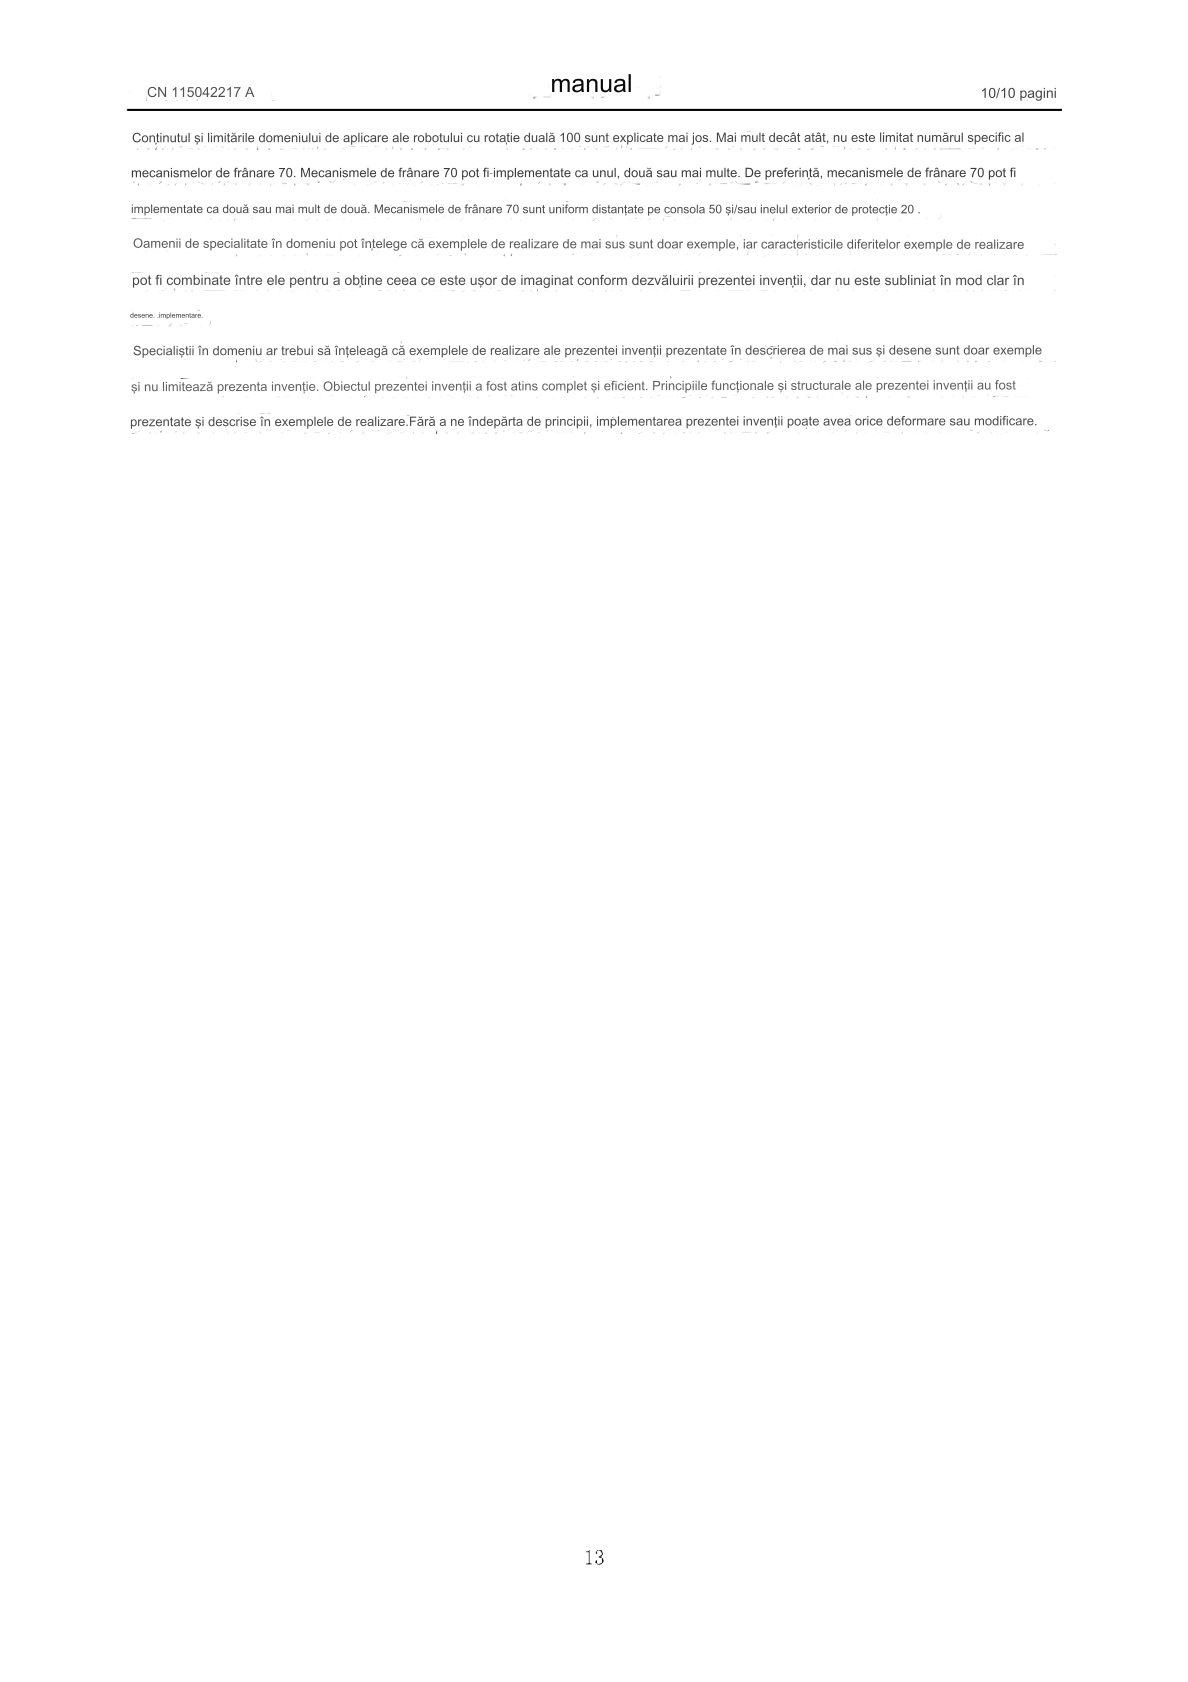 CN 115042217 A
manual
10/10 pagini
Conținutul și limitările domeniului de aplicare ale robotului cu rotație duală 100 sunt explicate mai jos. Mai mult decât atât, nu este limitat numărul specific al
mecanismelor de frânare 70. Mecanismele de frânare 70 pot fi implementate ca unul, două sau mai multe. De preferință, mecanismele de frânare 70 pot fi
implementate ca două sau mai mult de două. Mecanismele de frânare 70 sunt uniform distanțate pe consola 50 și/sau inelul exterior de protecție 20 .
Oamenii de specialitate în domeniu pot înțelege că exemplele de realizare de mai sus sunt doar exemple, iar caracteristicile diferitelor exemple de realizare
pot fi combinate între ele pentru a obține ceea ce este ușor de imaginat conform dezvăluirii prezentei invenții, dar nu este subliniat în mod clar în
desene. .implementare.
Specialiștii în domeniu ar trebui să înțeleagă că exemplele de realizare ale prezentei invenții prezentate în descrierea de mai sus și desene sunt doar exemple
și nu limitează prezenta invenție. Obiectul prezentei invenții a fost atins complet și eficient. Principiile funcționale și structurale ale prezentei invenții au fost
prezentate și descrise în exemplele de realizare.Fără a ne îndepărta de principii, implementarea prezentei invenții poate avea orice deformare sau modificare.
13